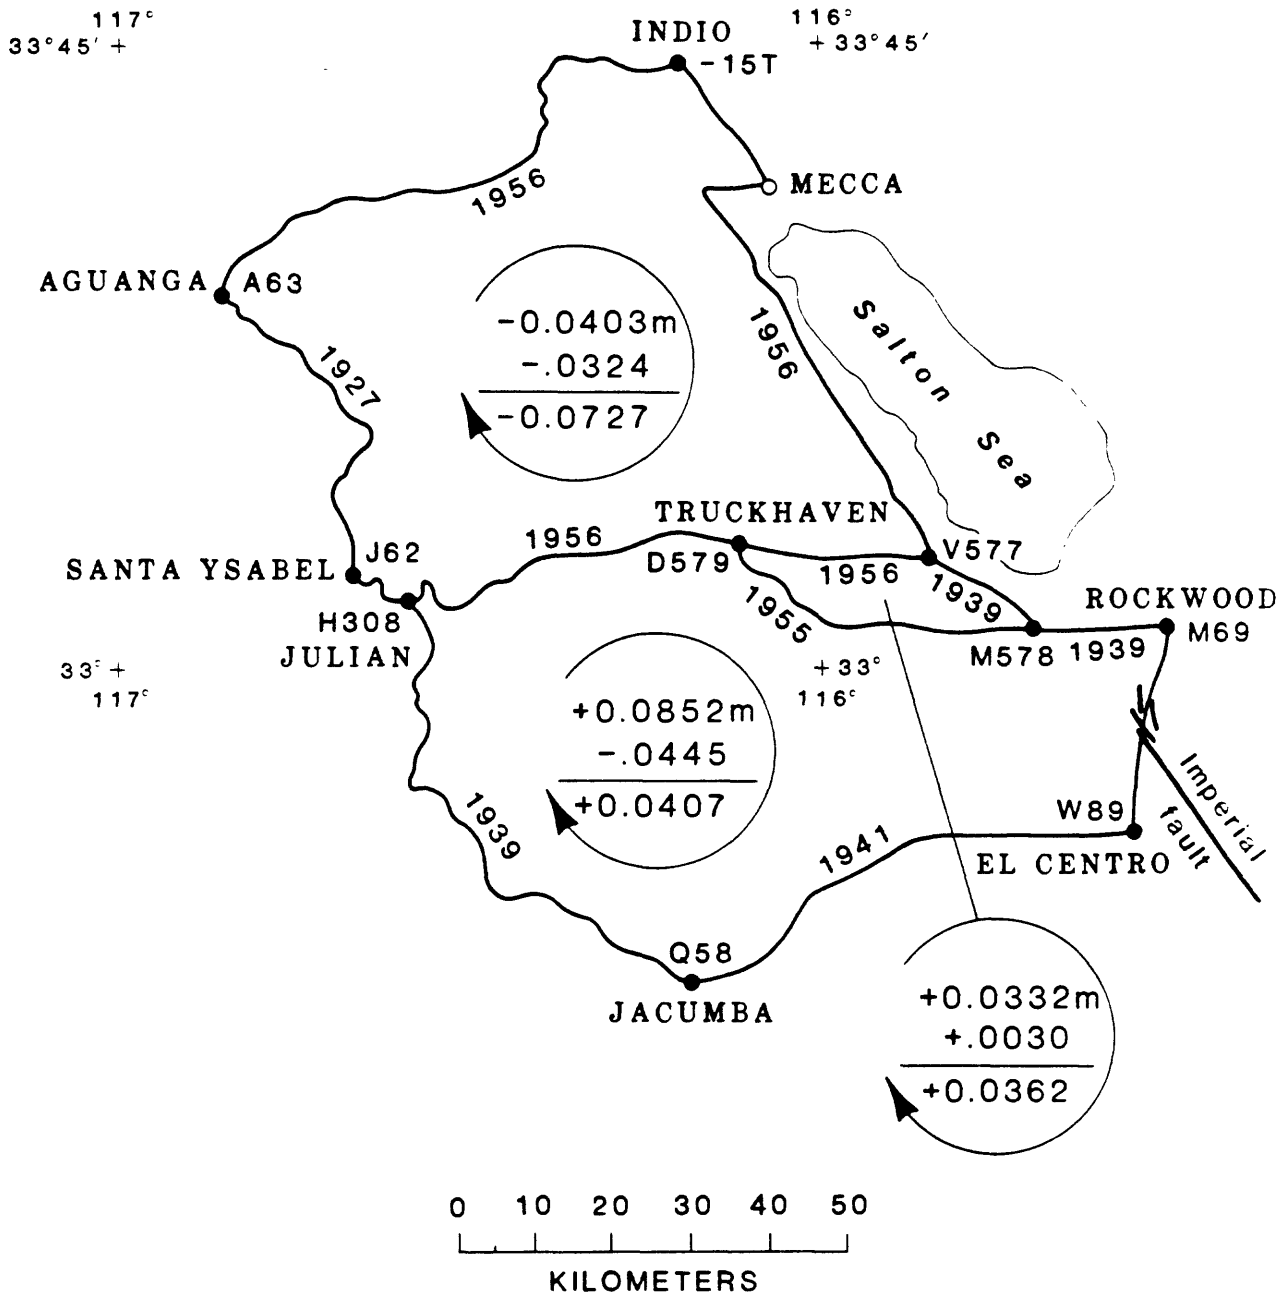 117°
33°45′ +
INDIO
-15T
116°
+ 33°45′
MECCA
1956
AGUANGA
A63
-0.0403m
-.0324
-0.0727
1956
Salton Sea
1927
TRUCKHAVEN
1956
J62
SANTA YSABEL
D579
V577
1956
1939
ROCKWOOD
M69
H308
JULIAN
1955
M578
1939
33° +
117°
+ 33°
116°
+0.0852m
-.0445
+0.0407
Imperial
fault
1939
W89
EL CENTRO
1941
Q58
JACUMBA
+0.0332m
+.0030
+0.0362
0 10 20 30 40 50
KILOMETERS